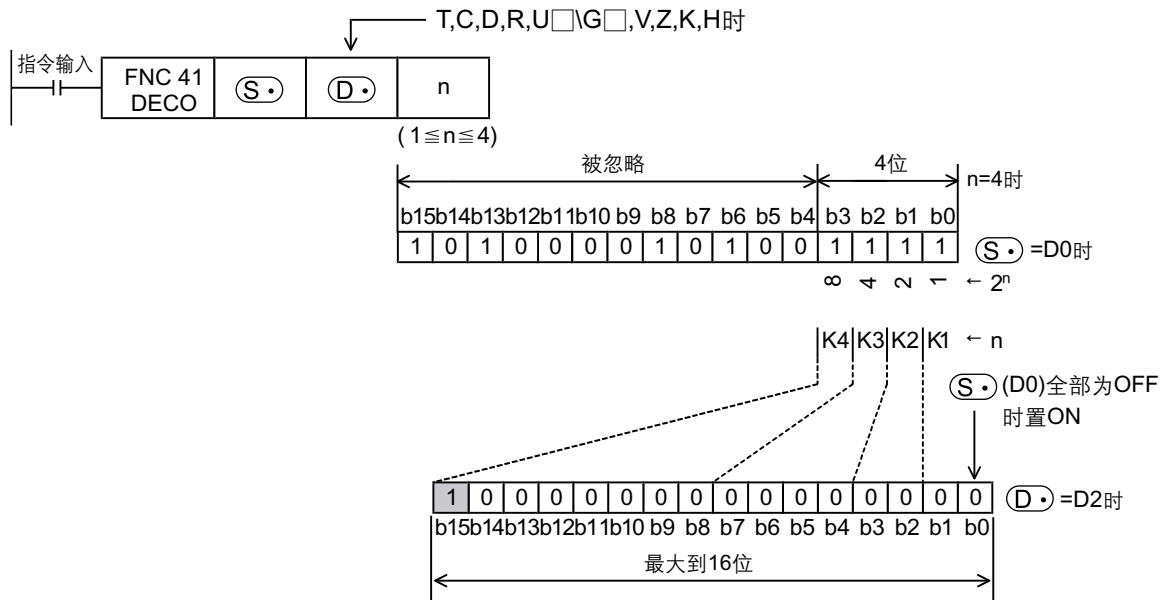 T,C,D,R,U□\G□,V,Z,K,H时
指令输入
FNC 41
DECO
S·
D·
n
(1≦n≦4)
被忽略
4位
n=4时
b15b14b13b12b11b10 b9 b8 b7 b6 b5 b4 b3 b2 b1 b0
1 0 1 0 0 0 0 1 0 1 0 0 1 1 1 1
S· =D0时
8 4 2 1 ← 2ⁿ
K4 K3 K2 K1 ← n
S· (D0)全部为OFF
时置ON
1 0 0 0 0 0 0 0 0 0 0 0 0 0 0 0
D· =D2时
b15b14b13b12b11b10 b9 b8 b7 b6 b5 b4 b3 b2 b1 b0
最大到16位